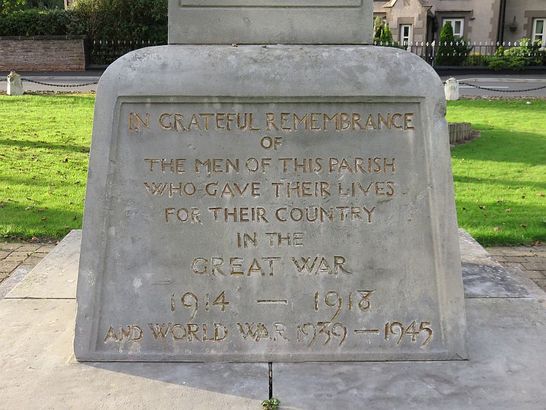 IN GRATEFUL REMEMBRANCE
OF
THE MEN OF THIS PARISH
WHO GAVE THEIR LIVES
FOR THEIR COUNTRY
IN THE
GREAT WAR
1914 — 1918
AND WORLD WAR 1939 — 1945